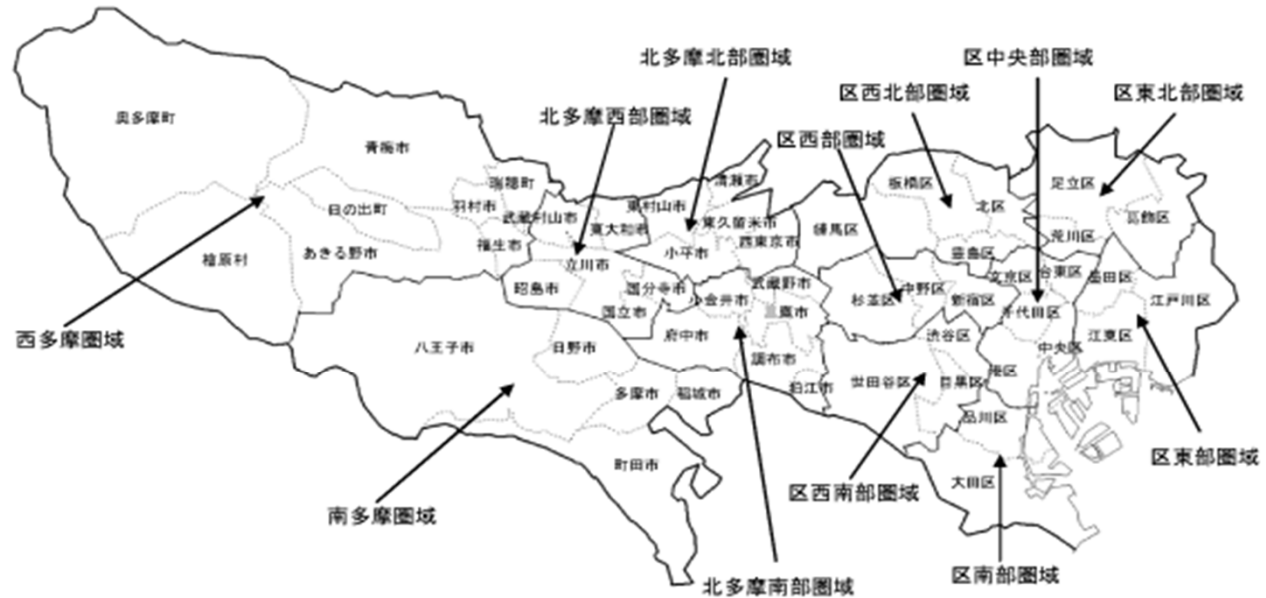 北多摩北部圏域
区中央部圏域
区西北部圏域
区東北部圏域
北多摩西部圏域
区西部圏域
奥多摩町
青梅市
瑞穂町
清瀬市
板橋区
足立区
日の出町
羽村市
武蔵村山市
東村山市
北区
葛飾区
東大和市
東久留米市
練馬区
荒川区
檜原村
あきる野市
福生市
小平市
西東京市
豊島区
立川市
文京区
台東区
墨田区
昭島市
国分寺市
小金井市
武蔵野市
杉並区
中野区
新宿区
江戸川区
国立市
三鷹市
千代田区
西多摩圏域
八王子市
日野市
府中市
渋谷区
中央区
江東区
調布市
港区
多摩市
稲城市
狛江市
世田谷区
目黒区
品川区
町田市
大田区
区東部圏域
南多摩圏域
区西南部圏域
北多摩南部圏域
区南部圏域